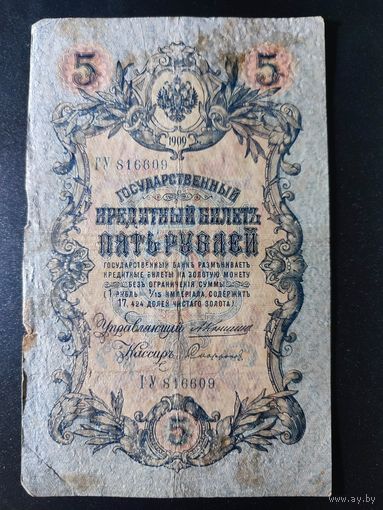 5 5
1909
ГУ 816609
ГОСУДАРСТВЕННЫЙ
КРЕДИТНЫЙ БИЛЕТЪ
ПЯТЬ РУБЛЕЙ
ГОСУДАРСТВЕННЫЙ БАНКЪ РАЗМѢНИВАЕТЪ
КРЕДИТНЫЕ БИЛЕТЫ НА ЗОЛОТУЮ МОНЕТУ
БЕЗЪ ОГРАНИЧЕНІЯ СУММЫ
(1 РУБЛЬ = 1/15 ИМПЕРІАЛА, СОДЕРЖИТЪ
17,424 ДОЛЕЙ ЧИСТАГО ЗОЛОТА).
Управляющій
Кассиръ
ГУ 816609
5
www.ay.by